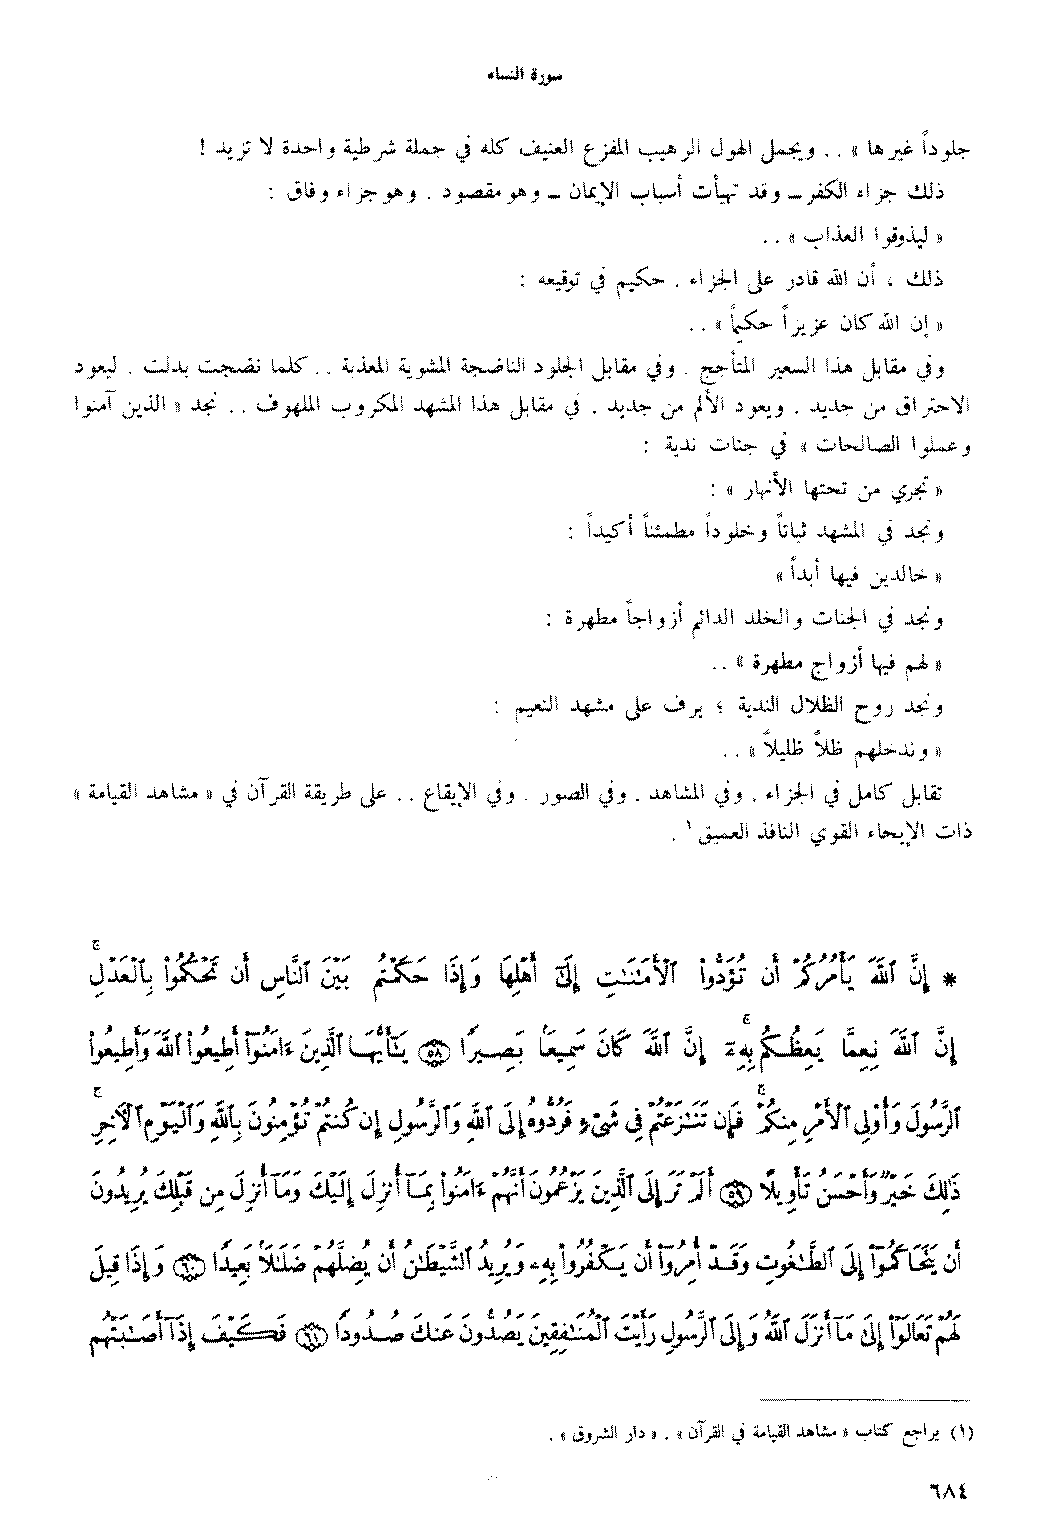 سورة النساء
جلوداً غيرها » .. ويجمل الهول الرهيب المفزع العنيف كله في جملة شرطية واحدة لا تزيد !
ذلك جزاء الكفر ــ وقد تهيأت أسباب الإيمان ــ وهو مقصود . وهو جزاء وفاق :
« ليذوقوا العذاب » ..
ذلك ، أن الله قادر على الجزاء . حكيم في توقيعه :
« إن الله كان عزيزاً حكيماً » ..
وفي مقابل هذا السعير المتأجج . وفي مقابل الجلود الناضجة المشوية المعذبة .. كلما نضجت بدلت . ليعود
الاحتراق من جديد . ويعود الألم من جديد . في مقابل هذا المشهد المكروب الملهوف .. نجد « الذين آمنوا
وعملوا الصالحات » في جنات ندية :
« تجري من تحتها الأنهار » :
ونجد في المشهد ثباتاً وخلوداً مطمئناً أكيداً :
« خالدين فيها أبداً »
ونجد في الجنات والخلد الدائم أزواجاً مطهرة :
« لهم فيها أزواج مطهرة » ..
ونجد روح الظلال الندية ؛ يرف على مشهد النعيم :
« وندخلهم ظلاً ظليلاً » ..
تقابل كامل في الجزاء . وفي المشاهد . وفي الصور . وفي الإيقاع .. على طريقة القرآن في « مشاهد القيامة »
ذات الإيحاء القوي النافذ العميق ١ .
* إِنَّ ٱللَّهَ يَأْمُرُكُمْ أَن تُؤَدُّوا۟ ٱلْأَمَـٰنَـٰتِ إِلَىٰٓ أَهْلِهَا وَإِذَا حَكَمْتُم بَيْنَ ٱلنَّاسِ أَن تَحْكُمُوا۟ بِٱلْعَدْلِ ۚ
إِنَّ ٱللَّهَ نِعِمَّا يَعِظُكُم بِهِۦٓ ۗ إِنَّ ٱللَّهَ كَانَ سَمِيعًۢا بَصِيرًا ﴿٥٨﴾ يَـٰٓأَيُّهَا ٱلَّذِينَ ءَامَنُوٓا۟ أَطِيعُوا۟ ٱللَّهَ وَأَطِيعُوا۟
ٱلرَّسُولَ وَأُو۟لِى ٱلْأَمْرِ مِنكُمْ ۖ فَإِن تَنَـٰزَعْتُمْ فِى شَىْءٍ فَرُدُّوهُ إِلَى ٱللَّهِ وَٱلرَّسُولِ إِن كُنتُمْ تُؤْمِنُونَ بِٱللَّهِ وَٱلْيَوْمِ ٱلْـَٔاخِرِ ۚ
ذَٰلِكَ خَيْرٌ وَأَحْسَنُ تَأْوِيلًا ﴿٥٩﴾ أَلَمْ تَرَ إِلَى ٱلَّذِينَ يَزْعُمُونَ أَنَّهُمْ ءَامَنُوا۟ بِمَآ أُنزِلَ إِلَيْكَ وَمَآ أُنزِلَ مِن قَبْلِكَ يُرِيدُونَ
أَن يَتَحَاكَمُوٓا۟ إِلَى ٱلطَّـٰغُوتِ وَقَدْ أُمِرُوٓا۟ أَن يَكْفُرُوا۟ بِهِۦ وَيُرِيدُ ٱلشَّيْطَـٰنُ أَن يُضِلَّهُمْ ضَلَـٰلًۢا بَعِيدًا ﴿٦٠﴾ وَإِذَا قِيلَ
لَهُمْ تَعَالَوْا۟ إِلَىٰ مَآ أَنزَلَ ٱللَّهُ وَإِلَى ٱلرَّسُولِ رَأَيْتَ ٱلْمُنَـٰفِقِينَ يَصُدُّونَ عَنكَ صُدُودًا ﴿٦١﴾ فَكَيْفَ إِذَآ أَصَـٰبَتْهُم
(١) يراجع كتاب « مشاهد القيامة في القرآن » . « دار الشروق » .
٦٨٤